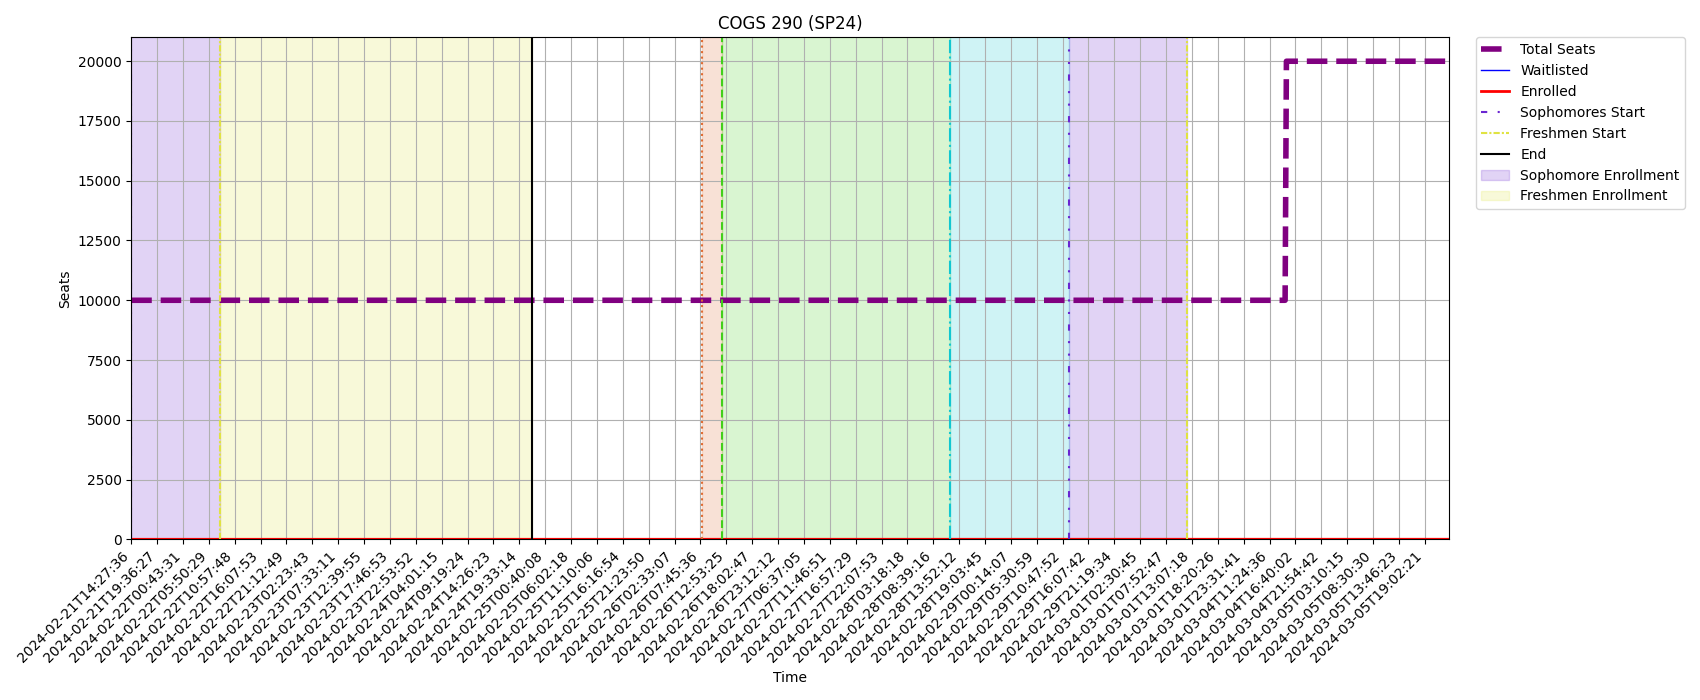 COGS 290 (SP24)
Total Seats
Waitlisted
Enrolled
Sophomores Start
Freshmen Start
End
Sophomore Enrollment
Freshmen Enrollment
Seats
20000
17500
15000
12500
10000
7500
5000
2500
0
2024-02-21T14:27:36
2024-02-21T19:36:27
2024-02-22T00:43:31
2024-02-22T05:50:29
2024-02-22T10:57:48
2024-02-22T16:07:53
2024-02-22T21:12:49
2024-02-23T02:23:43
2024-02-23T07:33:11
2024-02-23T12:39:55
2024-02-23T17:46:53
2024-02-23T22:53:52
2024-02-24T04:01:15
2024-02-24T09:19:24
2024-02-24T14:26:23
2024-02-24T19:33:14
2024-02-25T00:40:08
2024-02-25T06:02:18
2024-02-25T11:10:06
2024-02-25T16:16:54
2024-02-25T21:23:50
2024-02-26T02:33:07
2024-02-26T07:45:36
2024-02-26T12:53:25
2024-02-26T18:02:47
2024-02-26T23:12:12
2024-02-27T06:37:05
2024-02-27T11:46:51
2024-02-27T16:57:29
2024-02-27T22:07:53
2024-02-28T03:18:18
2024-02-28T08:39:16
2024-02-28T13:52:12
2024-02-28T19:03:45
2024-02-29T00:14:07
2024-02-29T05:30:59
2024-02-29T10:47:52
2024-02-29T16:07:42
2024-02-29T21:19:34
2024-03-01T02:30:45
2024-03-01T07:52:47
2024-03-01T13:07:18
2024-03-01T18:20:26
2024-03-01T23:31:41
2024-03-04T11:24:36
2024-03-04T16:40:02
2024-03-04T21:54:42
2024-03-05T03:10:15
2024-03-05T08:30:30
2024-03-05T13:46:23
2024-03-05T19:02:21
Time